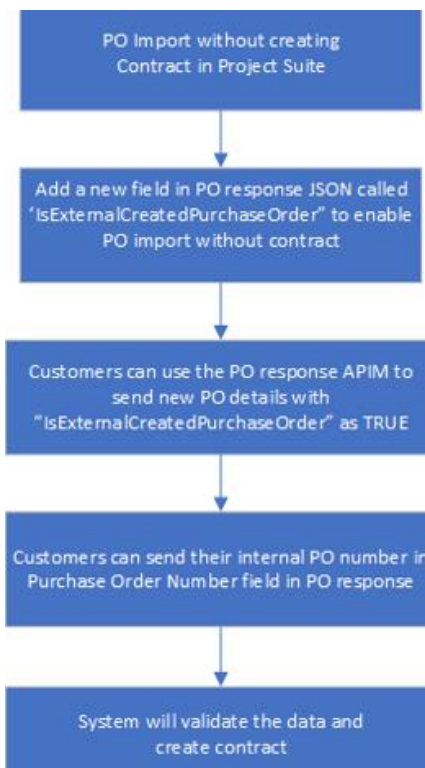 PO Import without creating
Contract in Project Suite
Add a new field in PO response JSON called
‘IsExternalCreatedPurchaseOrder” to enable
PO import without contract
Customers can use the PO response APIM to
send new PO details with
“IsExternalCreatedPurchaseOrder” as TRUE
Customers can send their internal PO number in
Purchase Order Number field in PO response
System will validate the data and
create contract